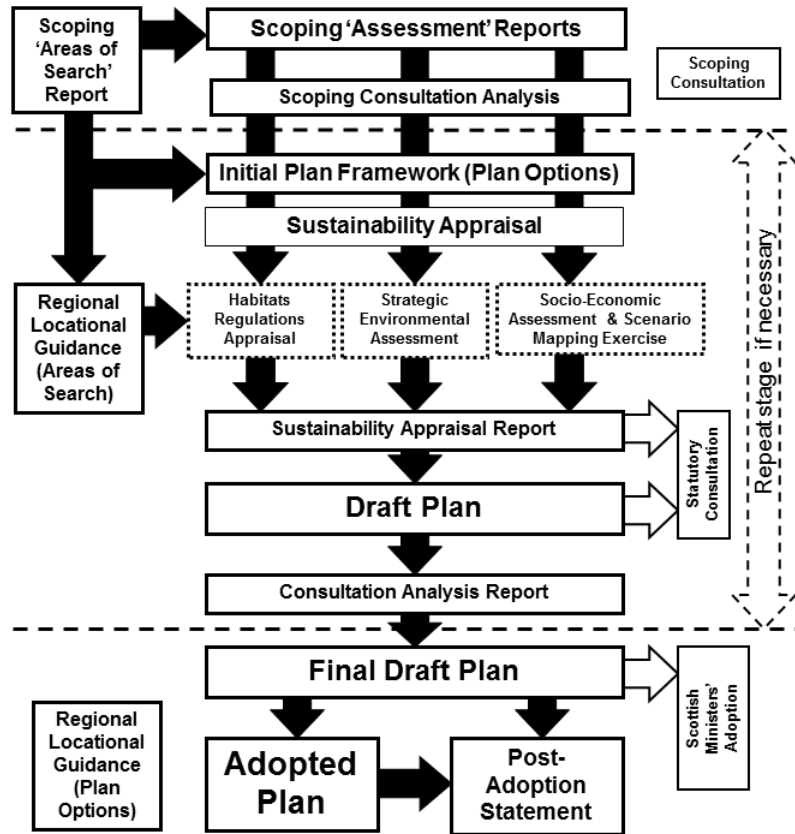 Scoping
‘Areas of
Search’
Report
Scoping ‘Assessment’ Reports
Scoping
Consultation
Scoping Consultation Analysis
Initial Plan Framework (Plan Options)
Sustainability Appraisal
Regional
Locational
Guidance
(Areas of
Search)
Habitats
Regulations
Appraisal
Strategic
Environmental
Assessment
Socio-Economic
Assessment & Scenario
Mapping Exercise
Repeat stage if necessary
Sustainability Appraisal Report
Statutory
Consultation
Draft Plan
Consultation Analysis Report
Final Draft Plan
Scottish
Ministers’
Adoption
Regional
Locational
Guidance
(Plan
Options)
Adopted
Plan
Post-
Adoption
Statement